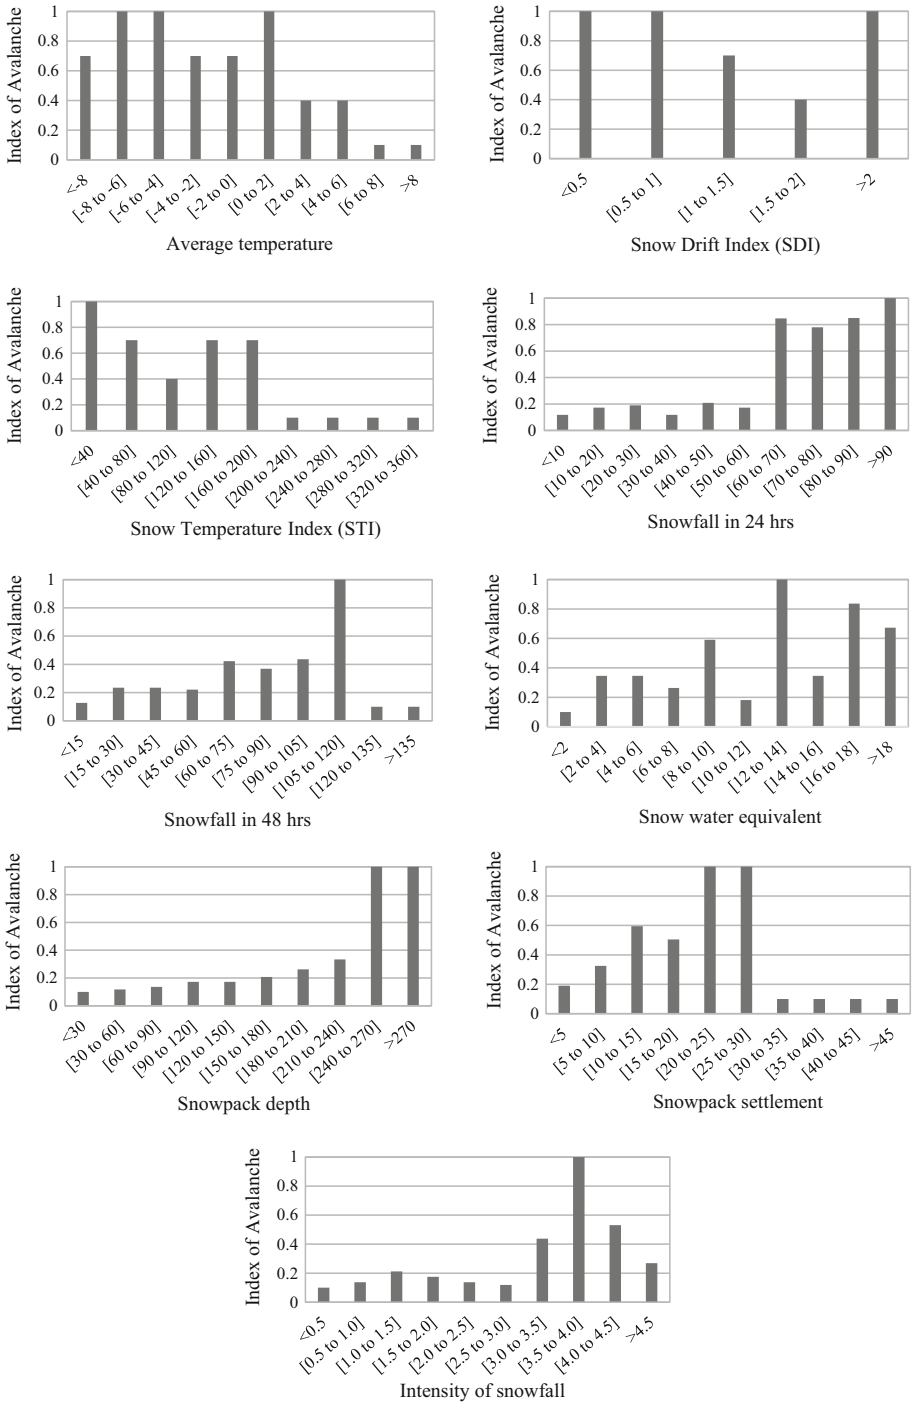 Index of Avalanche
1
0.8
0.6
0.4
0.2
0
<-8
[-8 to -6]
[-6 to -4]
[-4 to -2]
[-2 to 0]
[0 to 2]
[2 to 4]
[4 to 6]
[6 to 8]
>8
Average temperature
Index of Avalanche
1
0.8
0.6
0.4
0.2
0
<0.5
[0.5 to 1]
[1 to 1.5]
[1.5 to 2]
>2
Snow Drift Index (SDI)
Index of Avalanche
1
0.8
0.6
0.4
0.2
0
<40
[40 to 80]
[80 to 120]
[120 to 160]
[160 to 200]
[200 to 240]
[240 to 280]
[280 to 320]
[320 to 360]
Snow Temperature Index (STI)
Index of Avalanche
1
0.8
0.6
0.4
0.2
0
<10
[10 to 20]
[20 to 30]
[30 to 40]
[40 to 50]
[50 to 60]
[60 to 70]
[70 to 80]
[80 to 90]
>90
Snowfall in 24 hrs
Index of Avalanche
1
0.8
0.6
0.4
0.2
0
<15
[15 to 30]
[30 to 45]
[45 to 60]
[60 to 75]
[75 to 90]
[90 to 105]
[105 to 120]
[120 to 135]
>135
Snowfall in 48 hrs
Index of Avalanche
1
0.8
0.6
0.4
0.2
0
<2
[2 to 4]
[4 to 6]
[6 to 8]
[8 to 10]
[10 to 12]
[12 to 14]
[14 to 16]
[16 to 18]
>18
Snow water equivalent
Index of Avalanche
1
0.8
0.6
0.4
0.2
0
<30
[30 to 60]
[60 to 90]
[90 to 120]
[120 to 150]
[150 to 180]
[180 to 210]
[210 to 240]
[240 to 270]
>270
Snowpack depth
Index of Avalanche
1
0.8
0.6
0.4
0.2
0
<5
[5 to 10]
[10 to 15]
[15 to 20]
[20 to 25]
[25 to 30]
[30 to 35]
[35 to 40]
[40 to 45]
>45
Snowpack settlement
Index of Avalanche
1
0.8
0.6
0.4
0.2
0
<0.5
[0.5 to 1.0]
[1.0 to 1.5]
[1.5 to 2.0]
[2.0 to 2.5]
[2.5 to 3.0]
[3.0 to 3.5]
[3.5 to 4.0]
[4.0 to 4.5]
>4.5
Intensity of snowfall